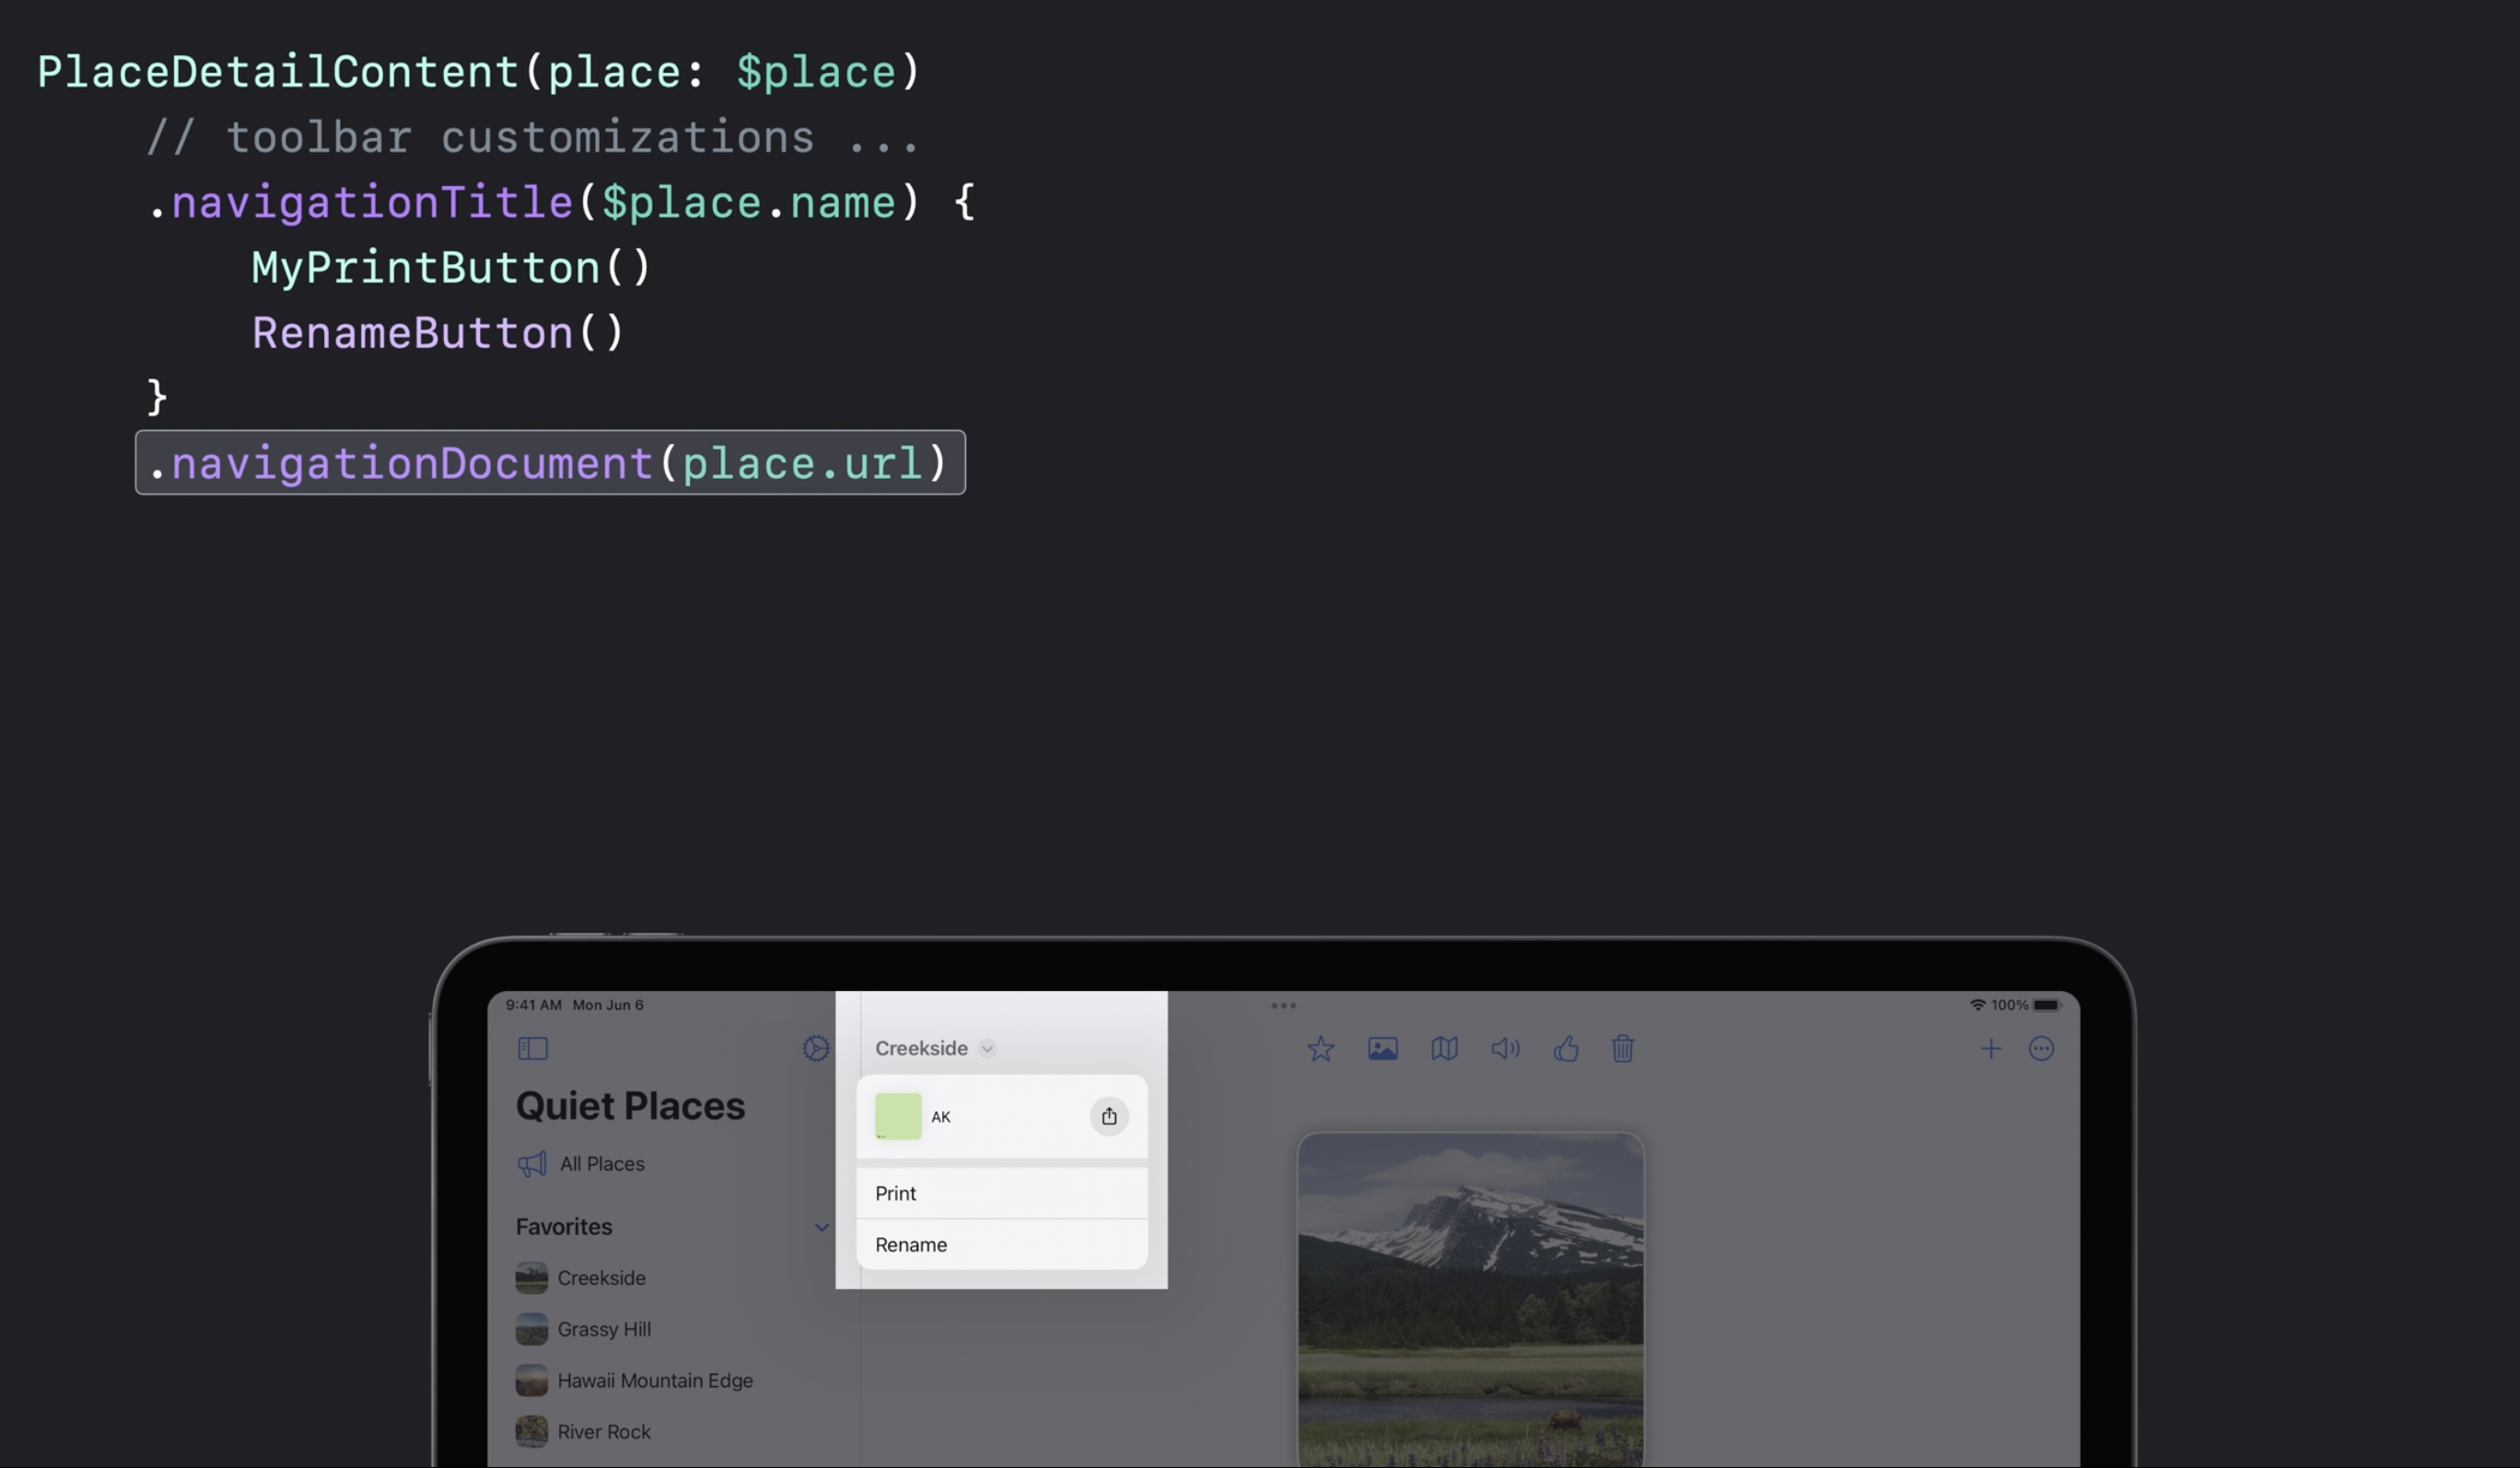 PlaceDetailContent(place: $place)
// toolbar customizations ...
.navigationTitle($place.name) {
MyPrintButton()
RenameButton()
}
.navigationDocument(place.url)
9:41 AM Mon Jun 6
100%
Creekside
Quiet Places
AK
All Places
Print
Favorites
Rename
Creekside
Grassy Hill
Hawaii Mountain Edge
River Rock